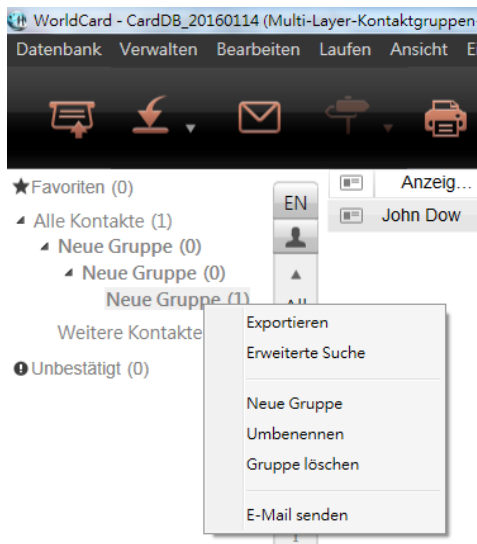 WorldCard - CardDB_20160114 (Multi-Layer-Kontaktgruppen-
Datenbank Verwalten Bearbeiten Laufen Ansicht
★Favoriten (0)
Alle Kontakte (1)
Neue Gruppe (0)
Neue Gruppe (0)
Neue Gruppe (1)
Weitere Kontakte
Unbestätigt (0)
EN
All
Anzeig...
John Dow
Exportieren
Erweiterte Suche
Neue Gruppe
Umbenennen
Gruppe löschen
E-Mail senden